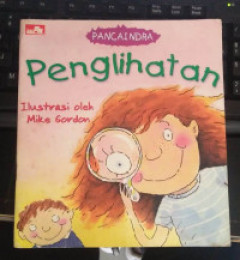 PANCAINDRA
Penglihatan
Ilustrasi oleh
Mike Gordon